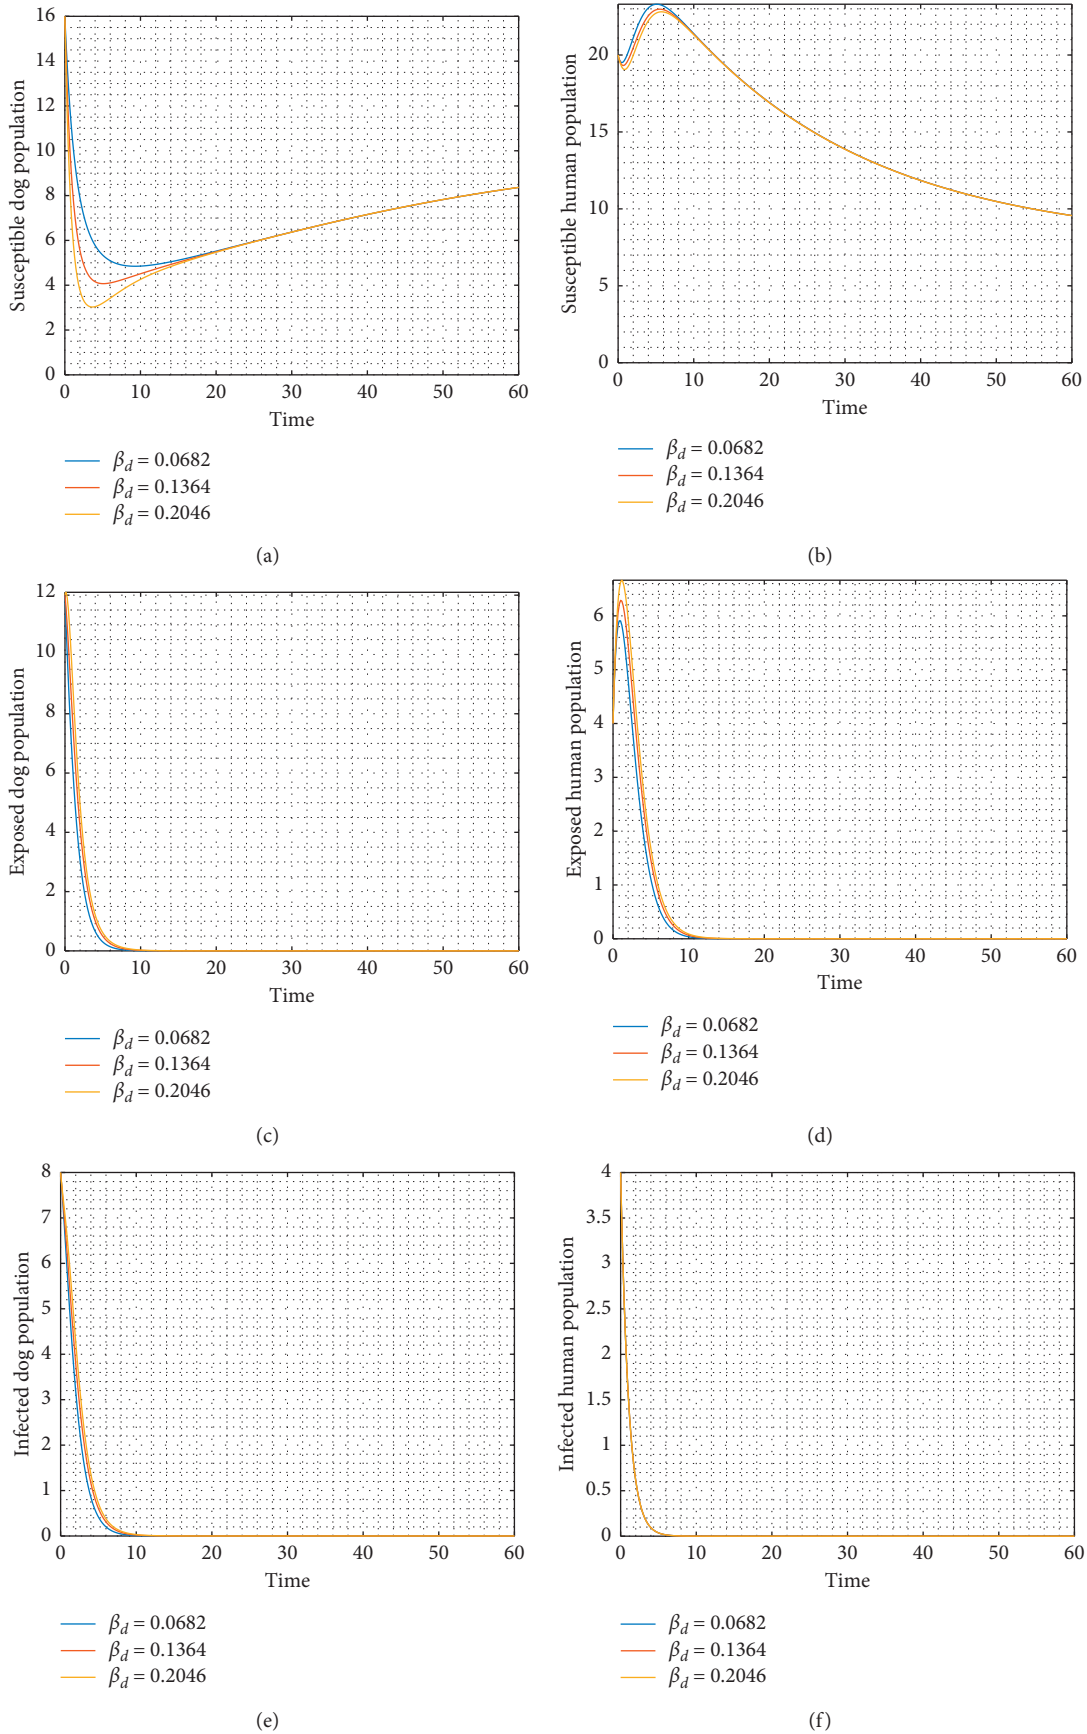 16
14
12
10
8
6
4
2
0
Susceptible dog population
0 10 20 30 40 50 60
Time
β_d = 0.0682
β_d = 0.1364
β_d = 0.2046
(a)
20
15
10
5
0
Susceptible human population
0 10 20 30 40 50 60
Time
β_d = 0.0682
β_d = 0.1364
β_d = 0.2046
(b)
12
10
8
6
4
2
0
Exposed dog population
0 10 20 30 40 50 60
Time
β_d = 0.0682
β_d = 0.1364
β_d = 0.2046
(c)
6
5
4
3
2
1
0
Exposed human population
0 10 20 30 40 50 60
Time
β_d = 0.0682
β_d = 0.1364
β_d = 0.2046
(d)
8
7
6
5
4
3
2
1
0
Infected dog population
0 10 20 30 40 50 60
Time
β_d = 0.0682
β_d = 0.1364
β_d = 0.2046
(e)
4
3.5
3
2.5
2
1.5
1
0.5
0
Infected human population
0 10 20 30 40 50 60
Time
β_d = 0.0682
β_d = 0.1364
β_d = 0.2046
(f)